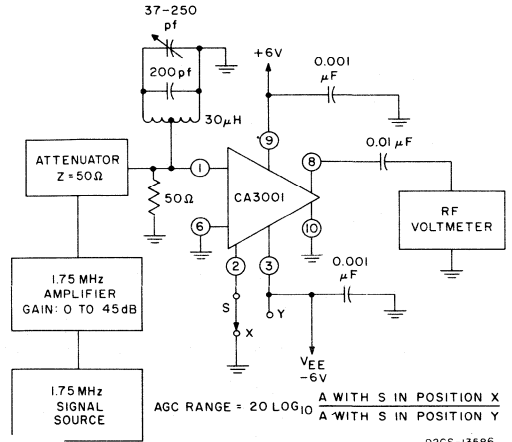 37-250
pf
200pf
30μH
+6V
0.001
μF
9
ATTENUATOR
Z = 50Ω
50Ω
1
6
CA3001
8
10
0.01 μF
RF
VOLTMETER
2
3
S
X
Y
0.001
μF
VEE
-6V
1.75 MHz
AMPLIFIER
GAIN: 0 TO 45dB
1.75 MHz
SIGNAL
SOURCE
AGC RANGE = 20 LOG10 A WITH S IN POSITION X
A WITH S IN POSITION Y